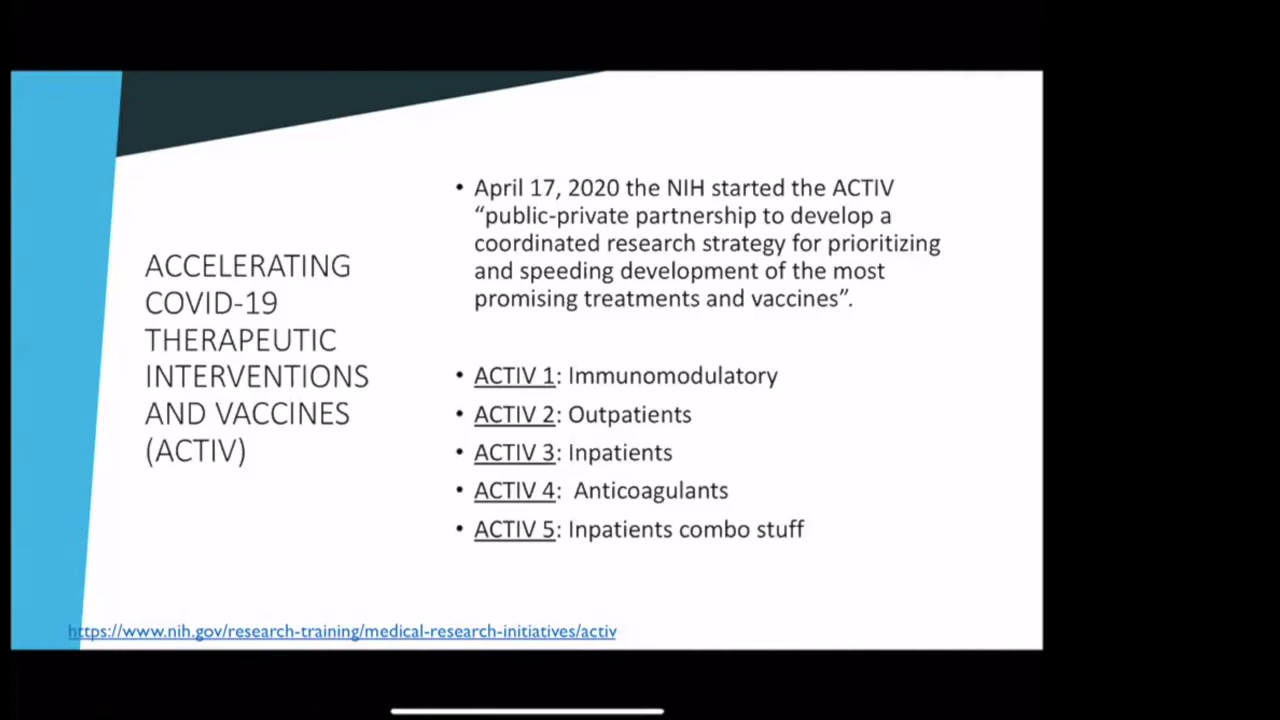 ACCELERATING
COVID-19
THERAPEUTIC
INTERVENTIONS
AND VACCINES
(ACTIV)
• April 17, 2020 the NIH started the ACTIV
“public-private partnership to develop a
coordinated research strategy for prioritizing
and speeding development of the most
promising treatments and vaccines”.
• ACTIV 1: Immunomodulatory
• ACTIV 2: Outpatients
• ACTIV 3: Inpatients
• ACTIV 4: Anticoagulants
• ACTIV 5: Inpatients combo stuff
https://www.nih.gov/research-training/medical-research-initiatives/activ